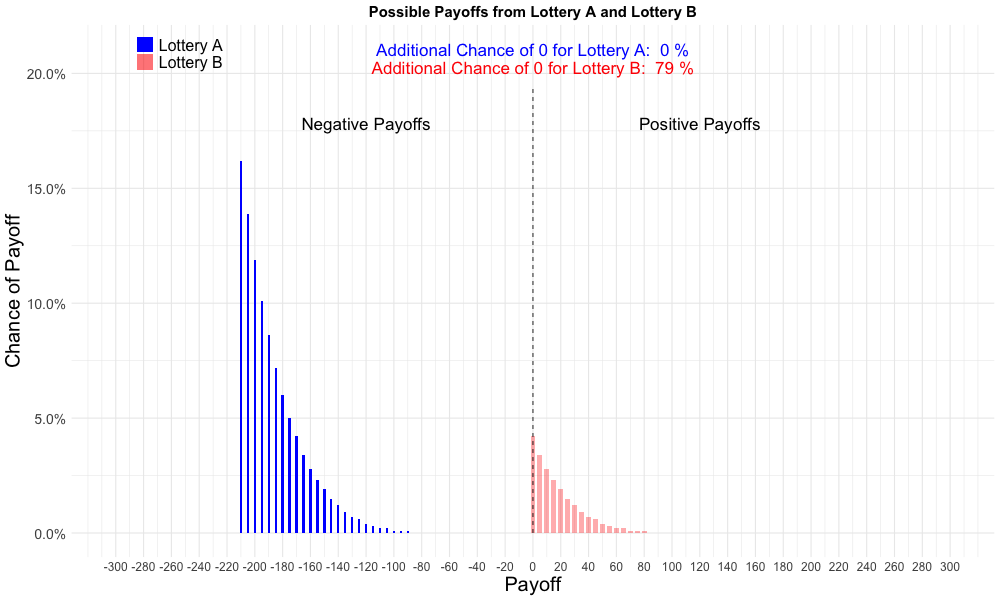 Possible Payoffs from Lottery A and Lottery B
Lottery A
Lottery B
Additional Chance of 0 for Lottery A:  0 %
Additional Chance of 0 for Lottery B:  79 %
Negative Payoffs
Positive Payoffs
Chance of Payoff
20.0%
15.0%
10.0%
5.0%
0.0%
-300 -280 -260 -240 -220 -200 -180 -160 -140 -120 -100 -80 -60 -40 -20 0 20 40 60 80 100 120 140 160 180 200 220 240 260 280 300
Payoff